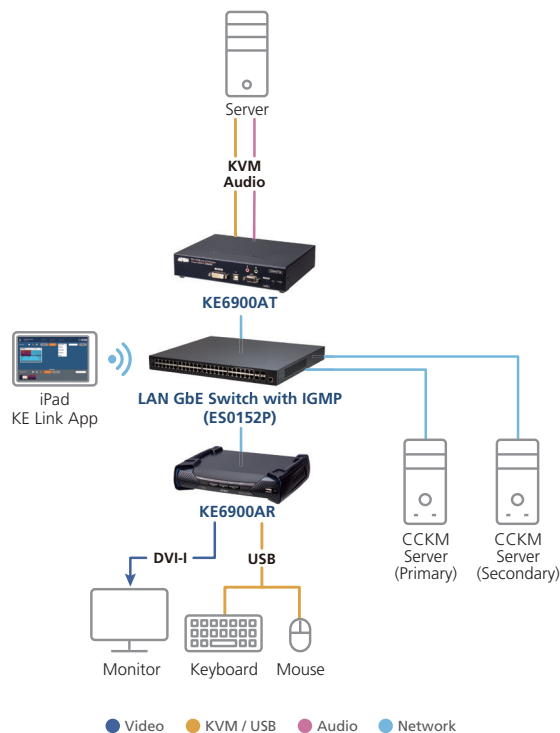 Server
KVM
Audio
KE6900AT
iPad
KE Link App
LAN GbE Switch with IGMP
(ES0152P)
KE6900AR
CCKM
Server
(Primary)
CCKM
Server
(Secondary)
DVI-I
USB
Monitor
Keyboard
Mouse
Video
KVM / USB
Audio
Network